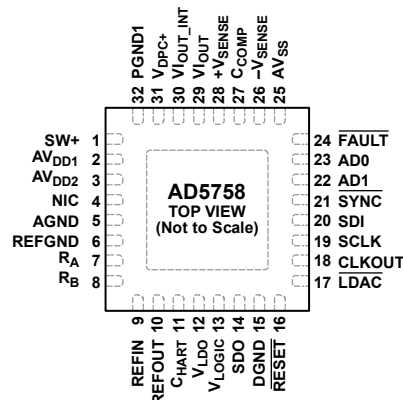 32 PGND1
31 VDPC+
30 VIOUT_INT
29 VIOUT
28 +VSENSE
27 CCOMP
26 –VSENSE
25 AVSS
SW+ 1
AVDD1 2
AVDD2 3
NIC 4
AGND 5
REFGND 6
RA 7
RB 8
AD5758
TOP VIEW
(Not to Scale)
24 FAULT
23 AD0
22 AD1
21 SYNC
20 SDI
19 SCLK
18 CLKOUT
17 LDAC
REFIN 9
REFOUT 10
CHART 11
VLDO 12
VLOGIC 13
SDO 14
DGND 15
RESET 16